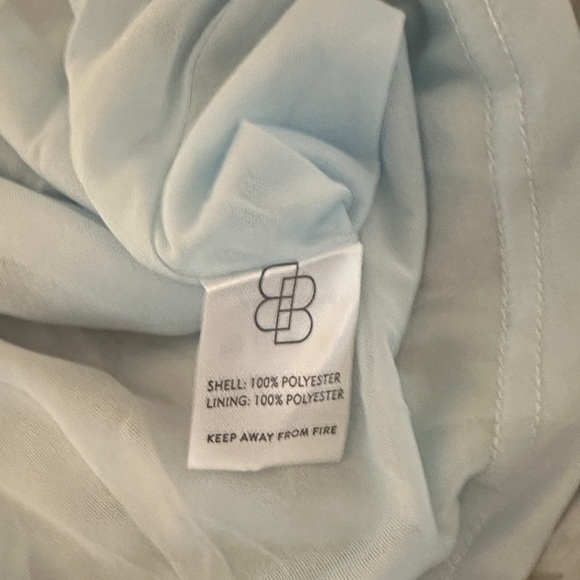 SHELL: 100% POLYESTER
LINING: 100% POLYESTER
KEEP AWAY FROM FIRE